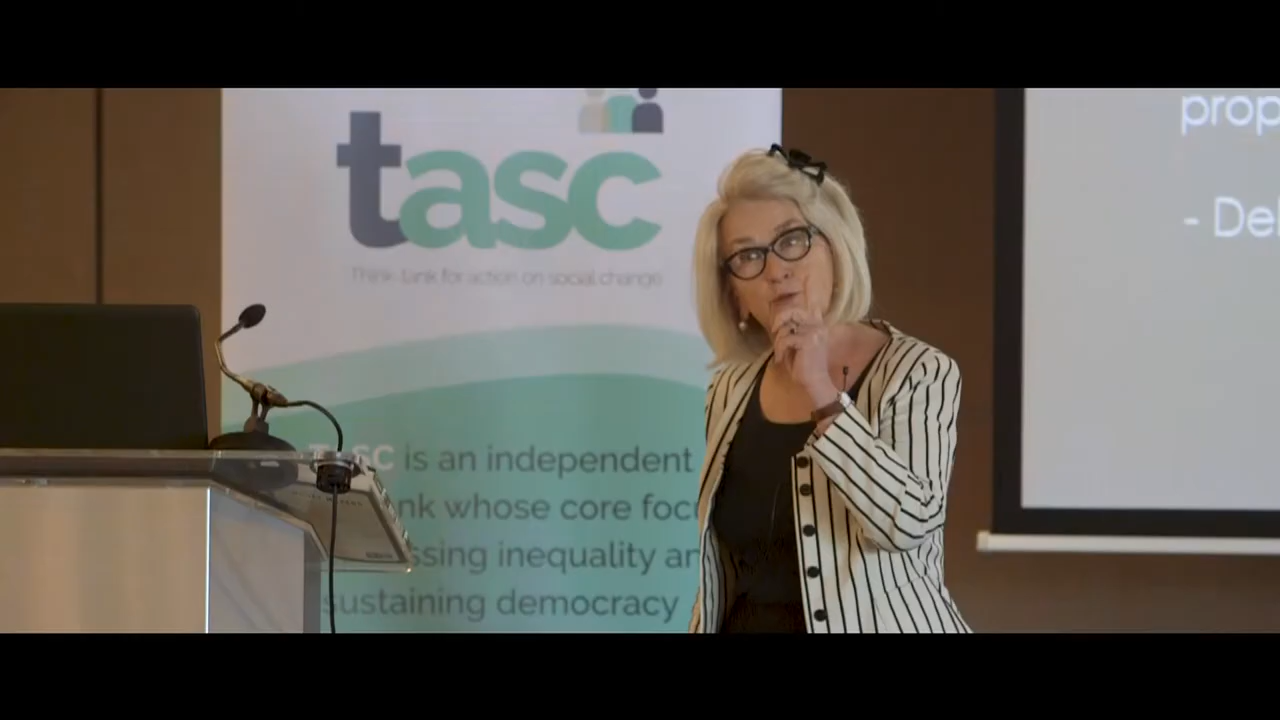 tasc
Think-tank for action on social change
TASC is an independent
nk whose core foc
ssing inequality an
sustaining democracy
prop
- Del